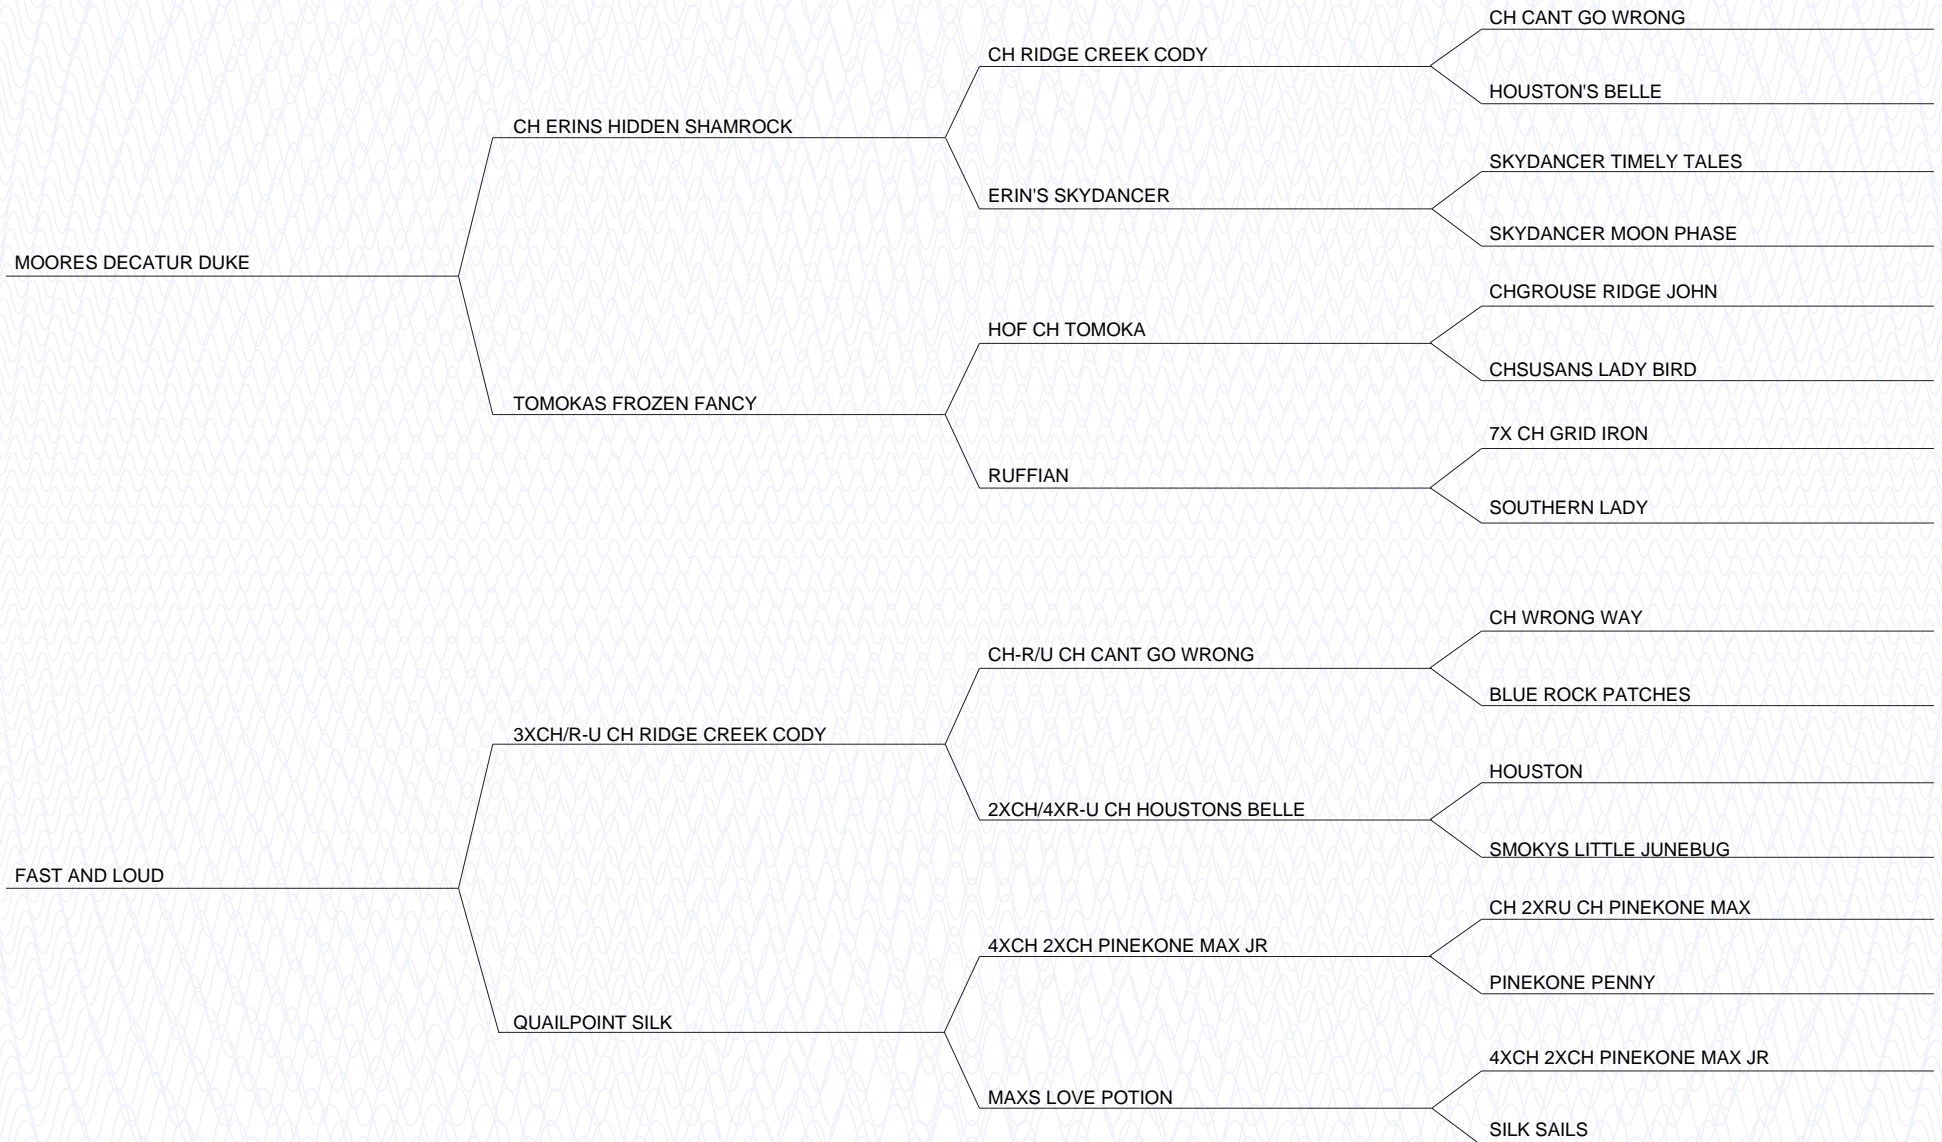 CH CANT GO WRONG
CH RIDGE CREEK CODY
HOUSTON'S BELLE
CH ERINS HIDDEN SHAMROCK
SKYDANCER TIMELY TALES
ERIN'S SKYDANCER
SKYDANCER MOON PHASE
MOORES DECATUR DUKE
CHGROUSE RIDGE JOHN
HOF CH TOMOKA
CHSUSANS LADY BIRD
TOMOKAS FROZEN FANCY
7X CH GRID IRON
RUFFIAN
SOUTHERN LADY
CH WRONG WAY
CH-R/U CH CANT GO WRONG
BLUE ROCK PATCHES
3XCH/R-U CH RIDGE CREEK CODY
HOUSTON
2XCH/4XR-U CH HOUSTONS BELLE
SMOKYS LITTLE JUNEBUG
FAST AND LOUD
CH 2XRU CH PINEKONE MAX
4XCH 2XCH PINEKONE MAX JR
PINEKONE PENNY
QUAILPOINT SILK
4XCH 2XCH PINEKONE MAX JR
MAXS LOVE POTION
SILK SAILS